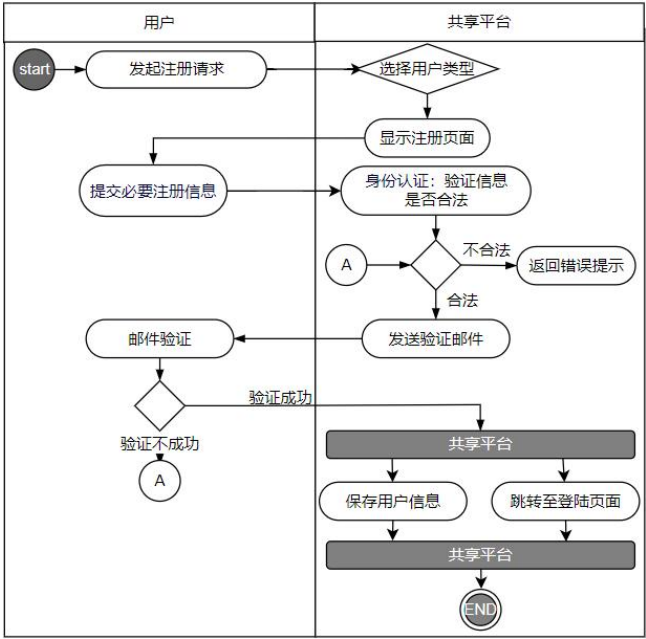 用户
共享平台
start
发起注册请求
选择用户类型
显示注册页面
提交必要注册信息
身份认证：验证信息
是否合法
A
不合法
返回错误提示
合法
邮件验证
发送验证邮件
验证成功
验证不成功
A
共享平台
保存用户信息
跳转至登陆页面
共享平台
END